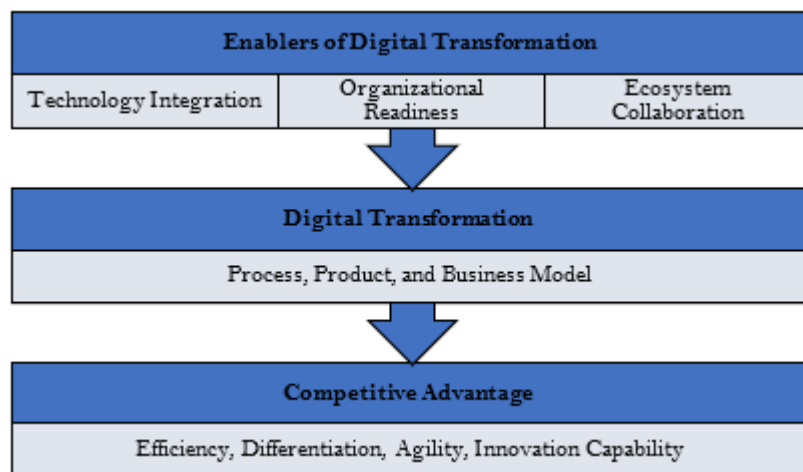 Enablers of Digital Transformation
Technology Integration
Organizational
Readiness
Ecosystem
Collaboration
Digital Transformation
Process, Product, and Business Model
Competitive Advantage
Efficiency, Differentiation, Agility, Innovation Capability